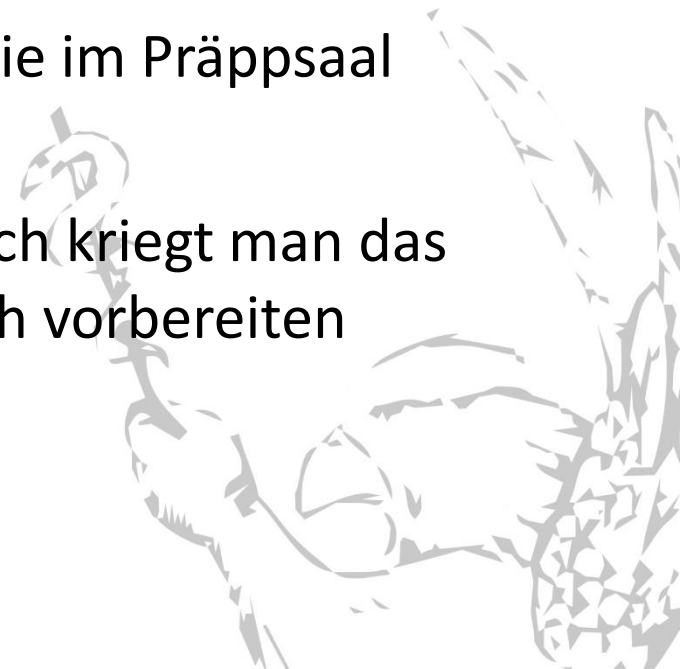 ie im Präppsaal
ch kriegt man das
h vorbereiten